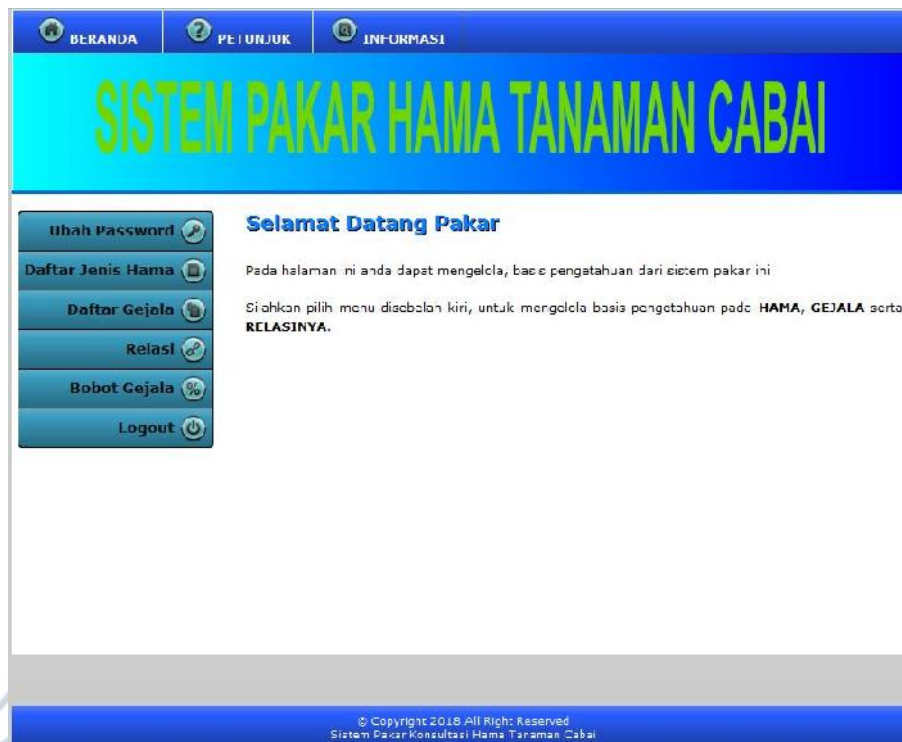 BERANDA PETUNJUK INFORMASI
SISTEM PAKAR HAMA TANAMAN CABAI
Ubah Password
Daftar Jenis Hama
Daftar Gejala
Relasi
Bobot Gejala
Logout
Selamat Datang Pakar
Pada halaman ini anda dapat mengelola, basis pengetahuan dari sistem pakar ini
Silahkan pilih menu disebelah kiri, untuk mengelola basis pengetahuan pada HAMA, GEJALA serta
RELASINYA.
© Copyright 2018 All Right Reserved
Sistem Pakar Konsultasi Hama Tanaman Cabai